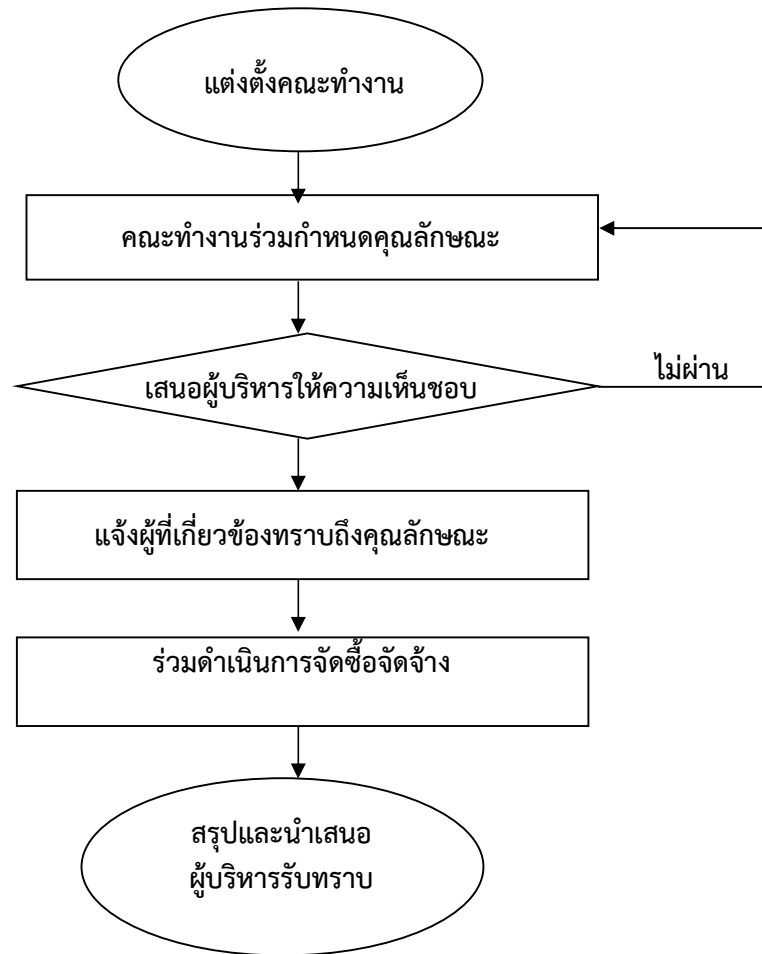 แต่งตั้งคณะทำงาน
คณะทำงานร่วมกำหนดคุณลักษณะ
เสนอผู้บริหารให้ความเห็นชอบ
ไม่ผ่าน
แจ้งผู้ที่เกี่ยวข้องทราบถึงคุณลักษณะ
ร่วมดำเนินการจัดซื้อจัดจ้าง
สรุปและนำเสนอ
ผู้บริหารรับทราบ